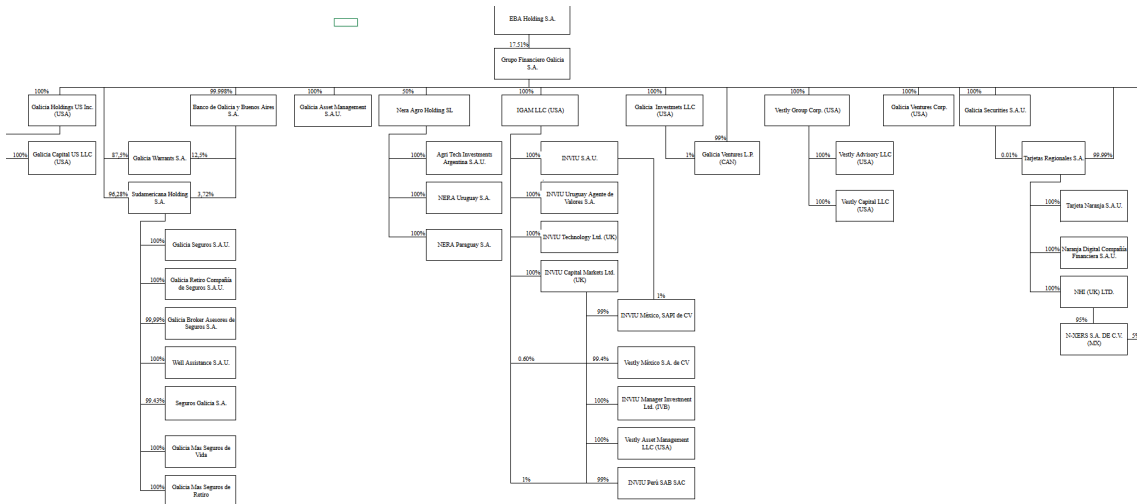 EBA Holding S.A.
17,51%
Grupo Financiero Galicia
S.A.
100%
99,998%
100%
50%
100%
100%
100%
100%
100%
Galicia Holdings US Inc.
(USA)
Banco de Galicia y Buenos Aires
S.A.
Galicia Asset Management
S.A.U.
Nera Agro Holding SL
IGAM LLC (USA)
Galicia Investmets LLC
(USA)
Vestly Group Corp. (USA)
Galicia Ventures Corp.
(USA)
Galicia Securities S.A.U.
100%
Galicia Capital US LLC
(USA)
87,5%
Galicia Warrants S.A.
12,5%
96,28%
Sudamericana Holding
S.A.
3,72%
100%
Galicia Seguros S.A.U.
100%
Galicia Retiro Compañía
de Seguros S.A.U.
99,99%
Galicia Broker Asesores de
Seguros S.A.
100%
Well Assistance S.A.U.
99.43%
Seguros Galicia S.A.
100%
Galicia Mas Seguros de
Vida
100%
Galicia Mas Seguros de
Retiro
100%
Agri Tech Investments
Argentina S.A.U.
100%
NERA Uruguay S.A.
100%
NERA Paraguay S.A.
100%
INVIU S.A.U.
100%
INVIU Uruguay Agente de
Valores S.A.
100%
INVIU Technology Ltd. (UK)
100%
INVIU Capital Markets Ltd.
(UK)
1%
99%
INVIU México, SAPI de CV
0.60%
99.4%
Vestly México S.A. de CV
100%
INVIU Manager Investment
Ltd. (IVB)
100%
Vestly Asset Management
LLC (USA)
1%
99%
INVIU Perú SAB SAC
99%
1%
Galicia Ventures L.P.
(CAN)
100%
Vestly Advisory LLC
(USA)
100%
Vestly Capital LLC
(USA)
0.01%
Tarjetas Regionales S.A.
99.99%
100%
Tarjeta Naranja S.A.U.
100%
Naranja Digital Compañía
Financiera S.A.U.
100%
NHI (UK) LTD.
95%
N-XERS S.A. DE C.V.
(MX)
5%